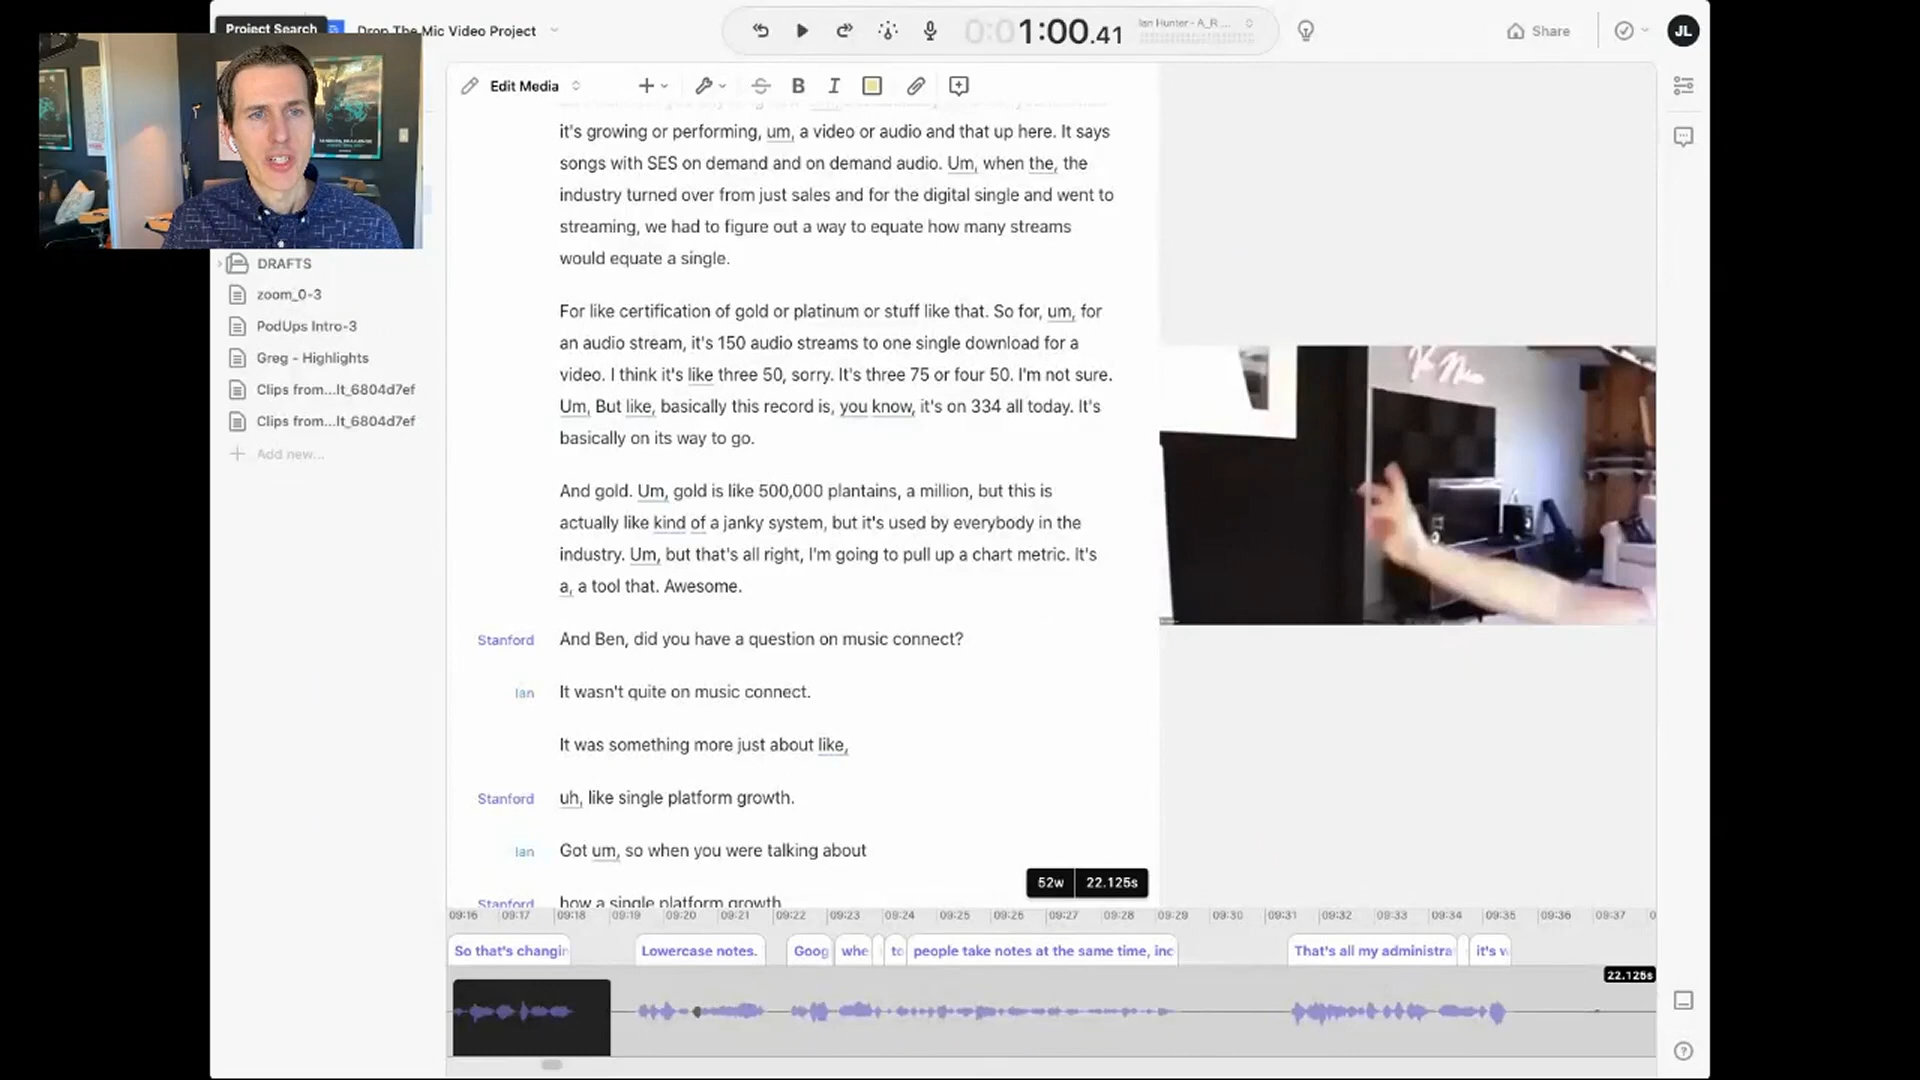 Project Search
Drop The Mic Video Project
0:01:00.41
Ian Hunter - A_R...
Share
JL
Edit Media
B I
it's growing or performing, um, a video or audio and that up here. It says
songs with SES on demand and on demand audio. Um, when the, the
industry turned over from just sales and for the digital single and went to
streaming, we had to figure out a way to equate how many streams
would equate a single.
DRAFTS
zoom_0-3
PodUps Intro-3
Greg - Highlights
Clips from...lt_6804d7ef
Clips from...lt_6804d7ef
Add new...
For like certification of gold or platinum or stuff like that. So for, um, for
an audio stream, it's 150 audio streams to one single download for a
video. I think it's like three 50, sorry. It's three 75 or four 50. I'm not sure.
Um, But like, basically this record is, you know, it's on 334 all today. It's
basically on its way to go.
And gold. Um, gold is like 500,000 plantains, a million, but this is
actually like kind of a janky system, but it's used by everybody in the
industry. Um, but that's all right, I'm going to pull up a chart metric. It's
a, a tool that. Awesome.
Stanford And Ben, did you have a question on music connect?
Ian It wasn't quite on music connect.
It was something more just about like,
Stanford uh, like single platform growth.
Ian Got um, so when you were talking about
Stanford how a single platform growth
52w 22.125s
09:16 09:17 09:18 09:19 09:20 09:21 09:22 09:23 09:24 09:25 09:26 09:27 09:28 09:29 09:30 09:31 09:32 09:33 09:34 09:35 09:36 09:37 0
So that's changin Lowercase notes. Goog whe to people take notes at the same time, inc That's all my administra it's w
22.125s